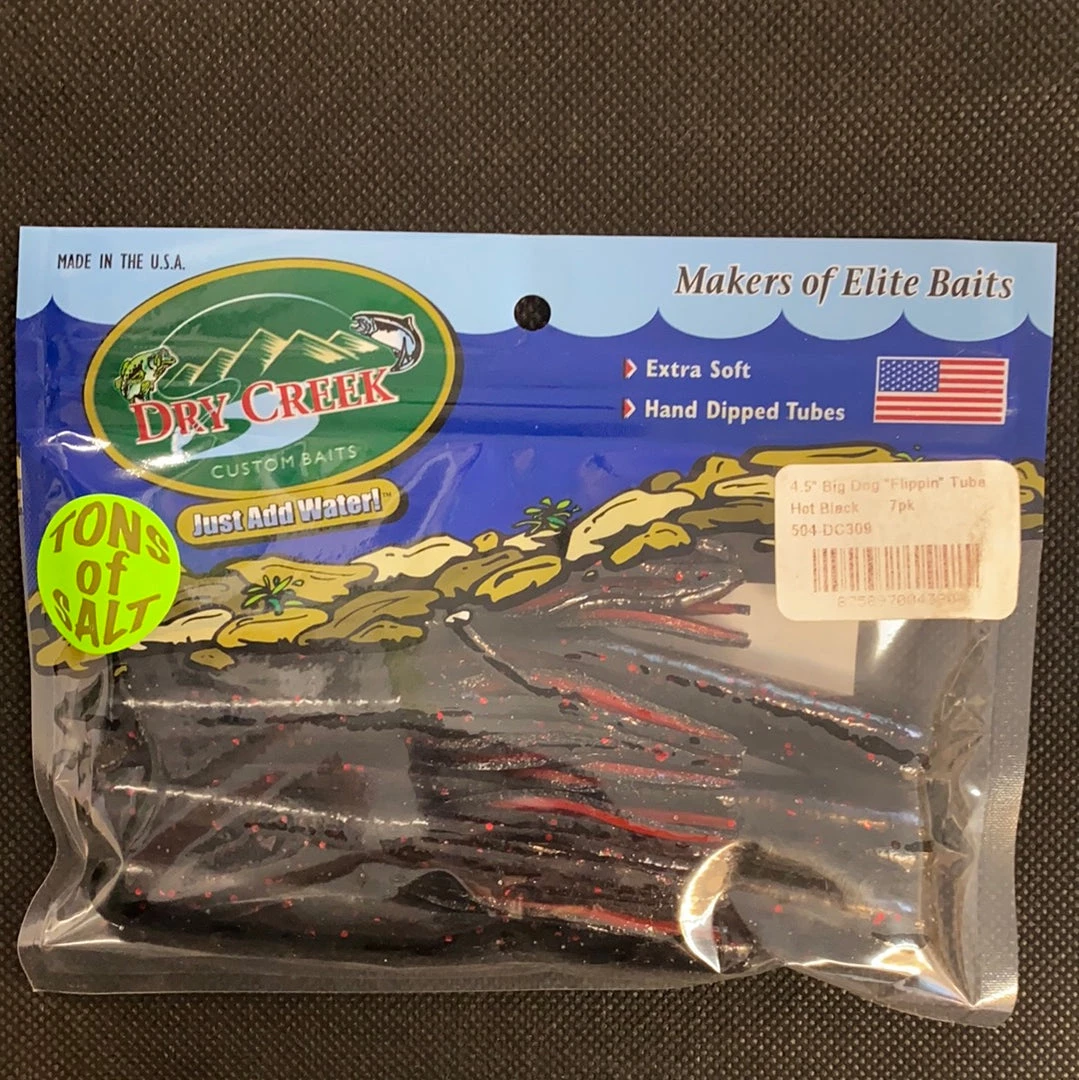 MADE IN THE U.S.A.
Makers of Elite Baits
DRY CREEK
CUSTOM BAITS
Just Add Water!™
Extra Soft
Hand Dipped Tubes
TONS
of
SALT
4.5" Big Dog "Flippin" Tube
Hot Black 7pk
504-DC309